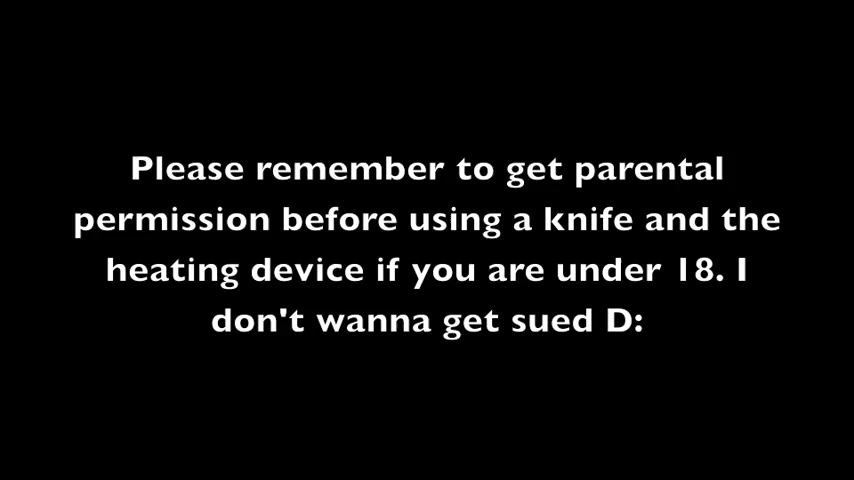 Please remember to get parental
permission before using a knife and the
heating device if you are under 18. I
don't wanna get sued D: